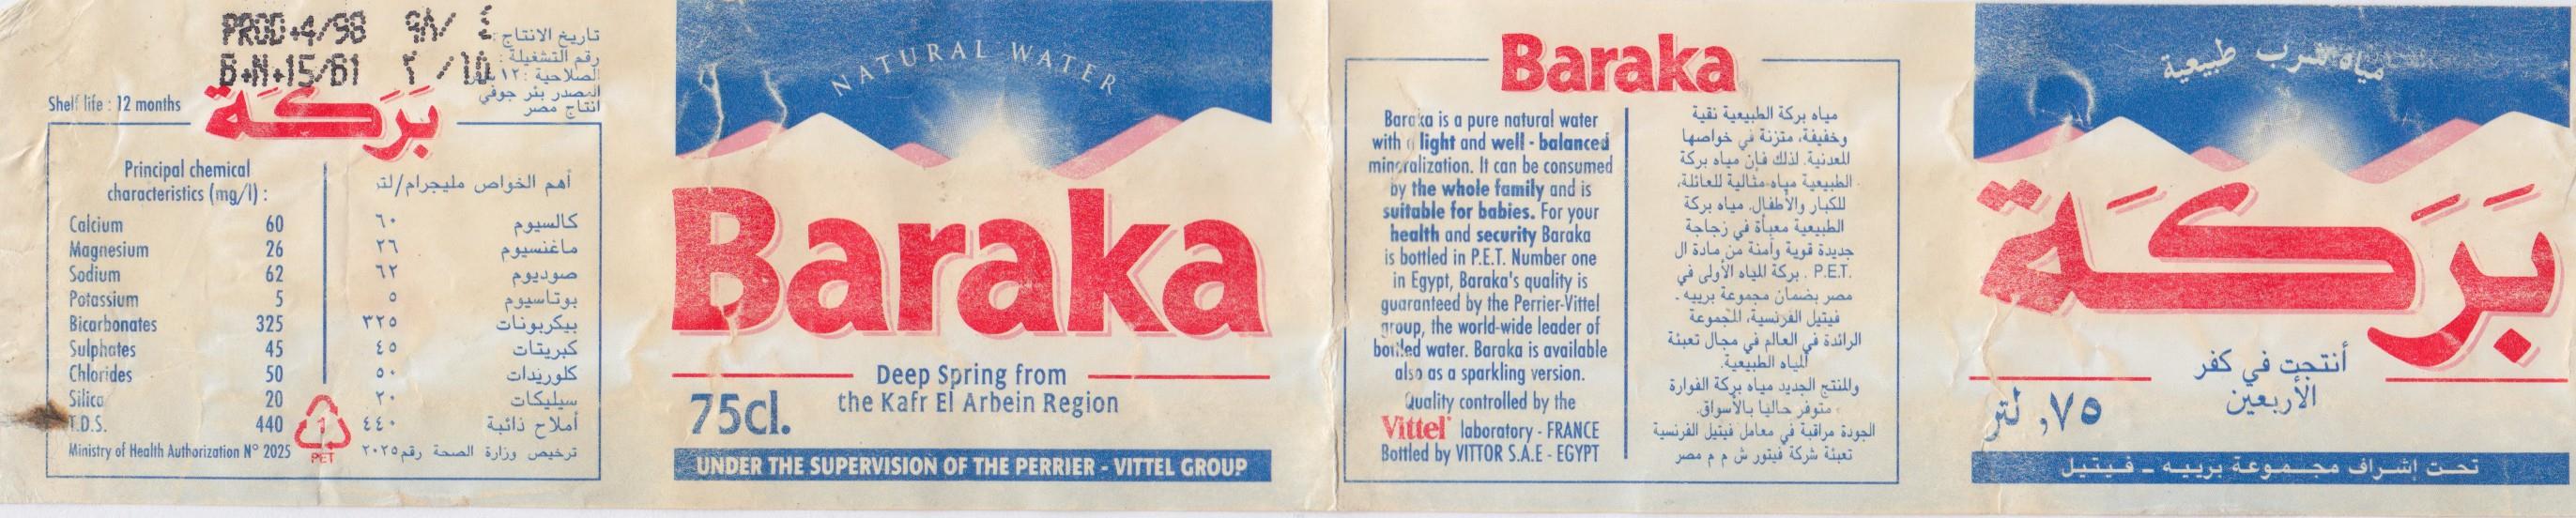 PROD+4/98 ٩٨/ ٤
B+N+15/B1 ٢ /١٥
تاريخ الانتاج :
رقم التشغيلة :
الصلاحية : ١٢
المصدر بئر جوفي
انتاج مصر
Shelf life : 12 months
بَركَة
Principal chemical
characteristics (mg/l) :
أهم الخواص مليجرام/لتر
Calcium 60 ٦٠ كالسيوم
Magnesium 26 ٢٦ ماغنسيوم
Sodium 62 ٦٢ صوديوم
Potassium 5 ٥ بوتاسيوم
Bicarbonates 325 ٣٢٥ بيكربونات
Sulphates 45 ٤٥ كبريتات
Chlorides 50 ٥٠ كلوريدات
Silica 20 ٢٠ سيليكات
T.D.S. 440 ٤٤٠ أملاح ذائبة
1
PET
Ministry of Health Authorization N° 2025
ترخيص وزارة الصحة رقم ٢٠٢٥
NATURAL WATER
Baraka
Deep Spring from
the Kafr El Arbein Region
75cl.
UNDER THE SUPERVISION OF THE PERRIER - VITTEL GROUP
Baraka
Baraka is a pure natural water
with a light and well - balanced
mineralization. It can be consumed
by the whole family and is
suitable for babies. For your
health and security Baraka
is bottled in P.E.T. Number one
in Egypt, Baraka's quality is
guaranteed by the Perrier-Vittel
group, the world-wide leader of
bottled water. Baraka is available
also as a sparkling version.
Quality controlled by the
Vittel laboratory - FRANCE
Bottled by VITTOR S.A.E - EGYPT
مياه بركة الطبيعية نقية
وخفيفة، متزنة في خواصها
المعدنية. لذلك فإن مياه بركة
الطبيعية مياه مثالية للعائلة،
للكبار والأطفال. مياه بركة
الطبيعية معبأة في زجاجة
جديدة قوية وآمنة من مادة ال
P.E.T. . بركة المياه الأولى في
مصر بضمان مجموعة برييه -
فيتيل الفرنسية، المجموعة
الرائدة في العالم في مجال تعبئة
المياه الطبيعية.
والمنتج الجديد مياه بركة الفوارة
متوفر حاليا بالأسواق.
الجودة مراقبة في معامل فيتيل الفرنسية
تعبئة شركة فيتور ش م م مصر
مياه شرب طبيعية
بَركَة
أنتجت في كفر
الأربعين
٧٥, لتر
تحت إشراف مجموعة برييه - فيتيل